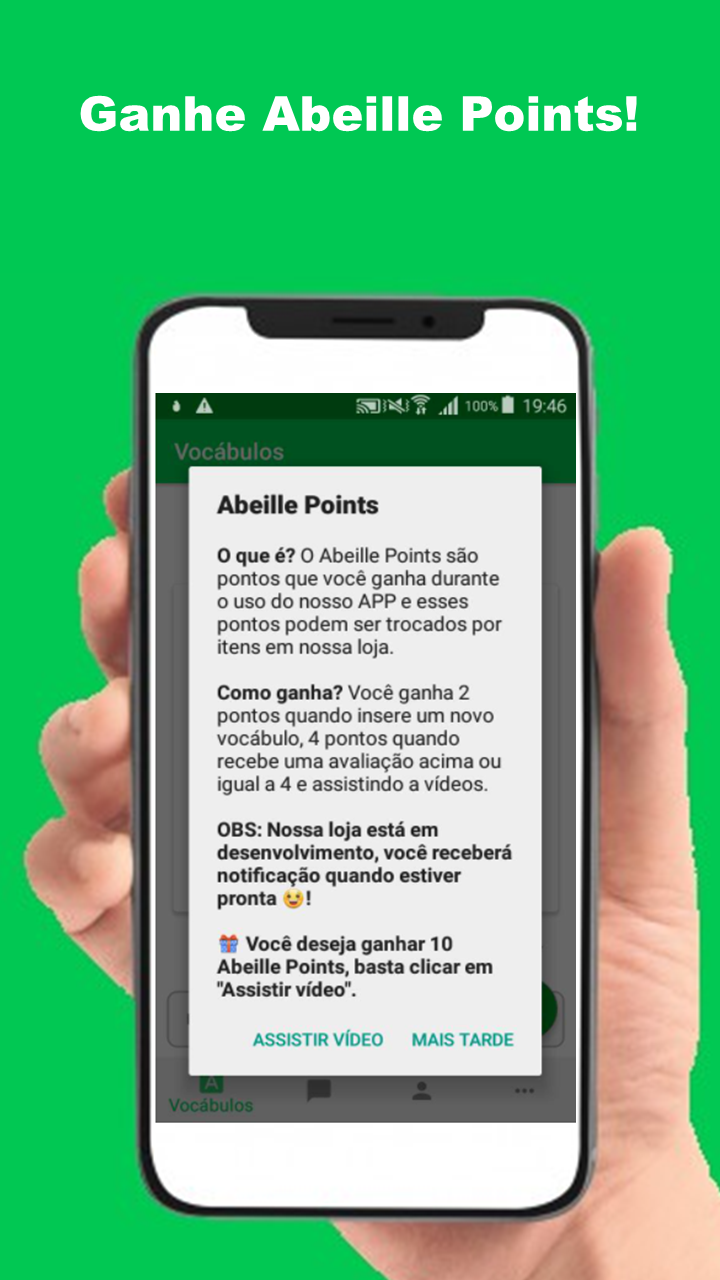 Ganhe Abeille Points!
100% 19:46
Vocábulos
Abeille Points
O que é? O Abeille Points são
pontos que você ganha durante
o uso do nosso APP e esses
pontos podem ser trocados por
itens em nossa loja.
Como ganha? Você ganha 2
pontos quando insere um novo
vocábulo, 4 pontos quando
recebe uma avaliação acima ou
igual a 4 e assistindo a vídeos.
OBS: Nossa loja está em
desenvolvimento, você receberá
notificação quando estiver
pronta 😃!
🎁 Você deseja ganhar 10
Abeille Points, basta clicar em
"Assistir vídeo".
ASSISTIR VÍDEO MAIS TARDE
A
Vocábulos